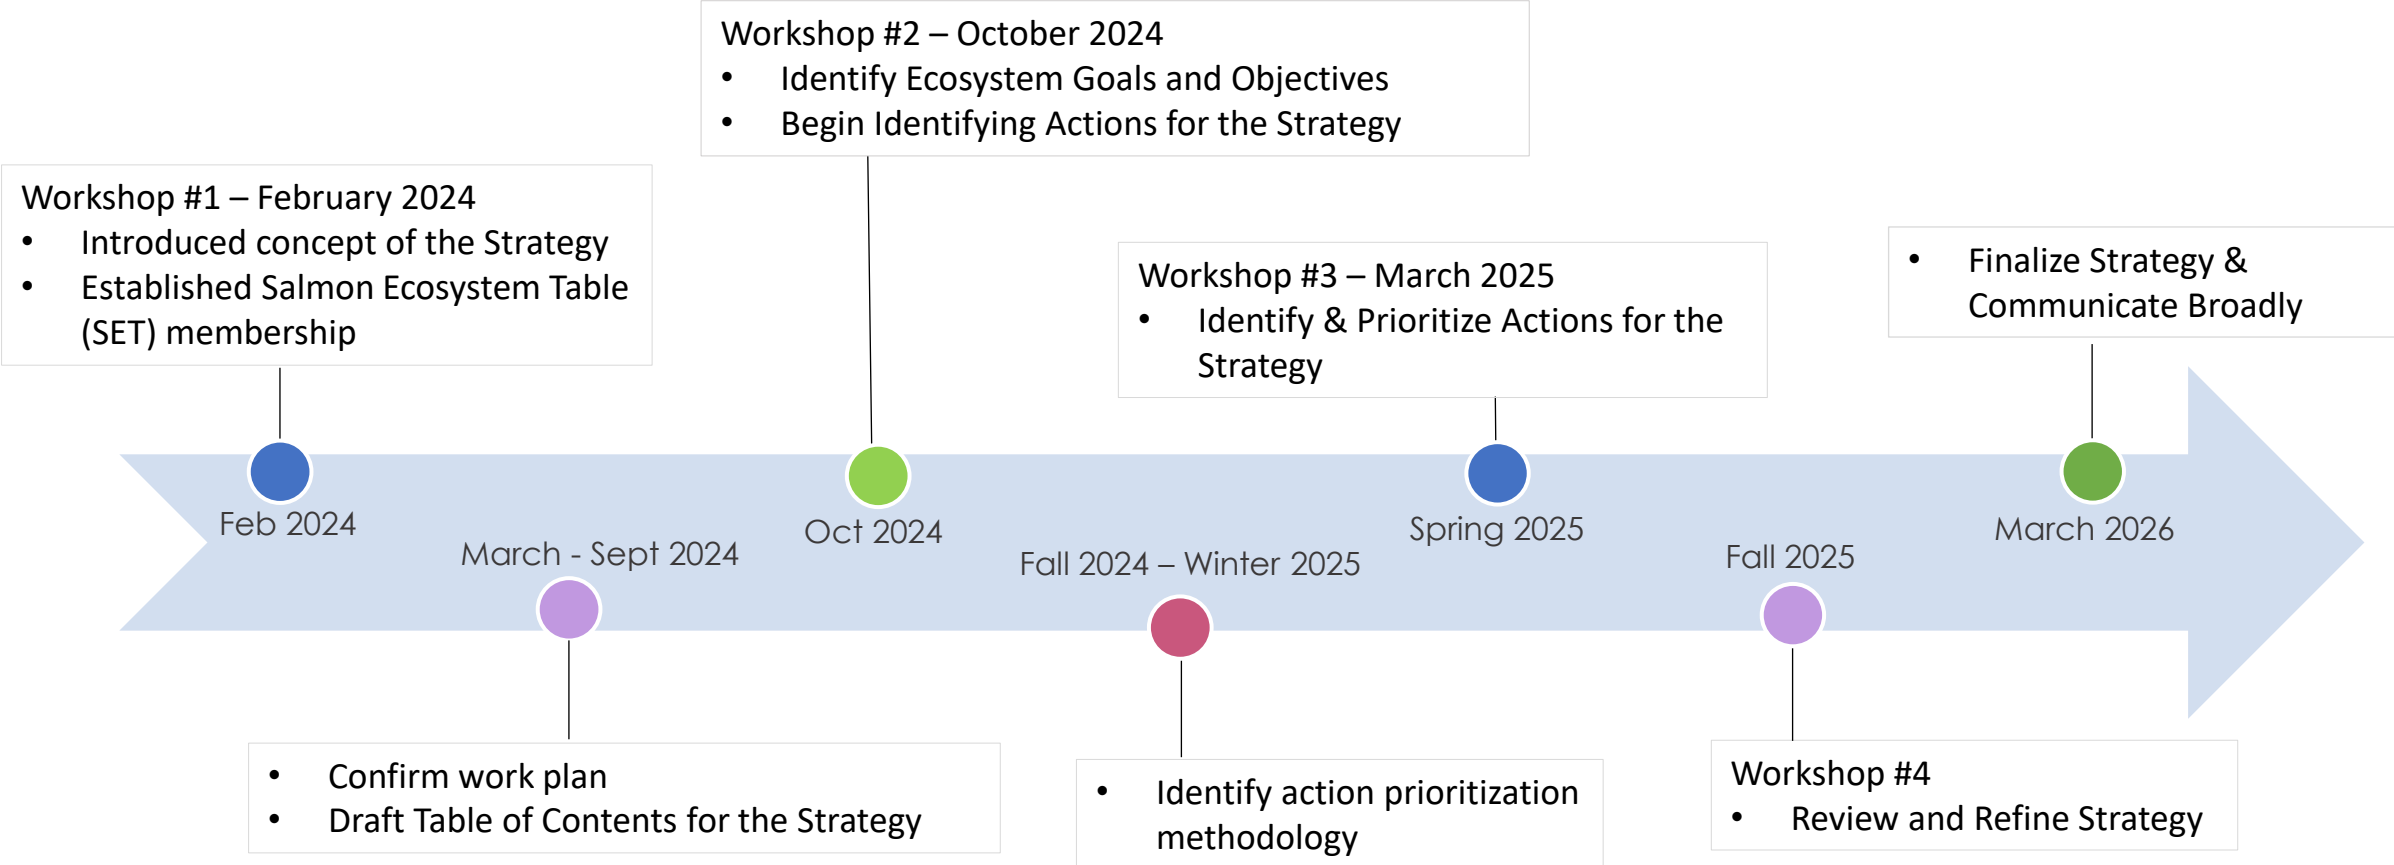 Workshop #2 – October 2024
• Identify Ecosystem Goals and Objectives
• Begin Identifying Actions for the Strategy
Workshop #1 – February 2024
• Introduced concept of the Strategy
• Established Salmon Ecosystem Table
(SET) membership
Workshop #3 – March 2025
• Identify & Prioritize Actions for the
Strategy
• Finalize Strategy &
Communicate Broadly
Feb 2024
March - Sept 2024
Oct 2024
Fall 2024 – Winter 2025
Spring 2025
Fall 2025
March 2026
• Confirm work plan
• Draft Table of Contents for the Strategy
• Identify action prioritization
methodology
Workshop #4
• Review and Refine Strategy